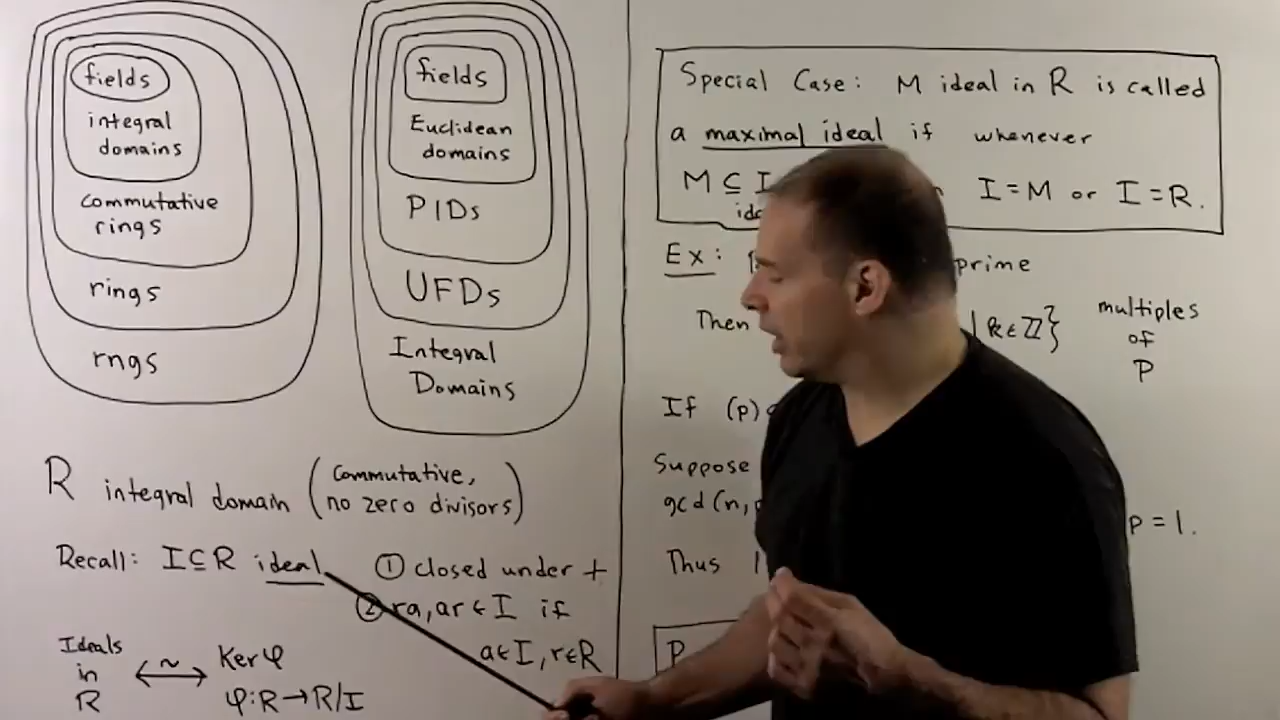 fields
integral
domains
commutative
rings
rings
rngs
fields
Euclidean
domains
PIDs
UFDs
Integral
Domains
R integral domain (commutative,
no zero divisors)
Recall: I ⊆ R ideal
① closed under +
② ra, ar ∈ I if
a ∈ I, r ∈ R
Ideals
in
R
~
↔
Ker φ
φ: R → R/I
Special Case: M ideal in R is called
a maximal ideal if whenever
M ⊆ I I = M or I = R.
Ex: prime
Then | k ∈ ℤ}
multiples
of
p
If (p)
Suppose
gcd(n, p = 1.
Thus
P